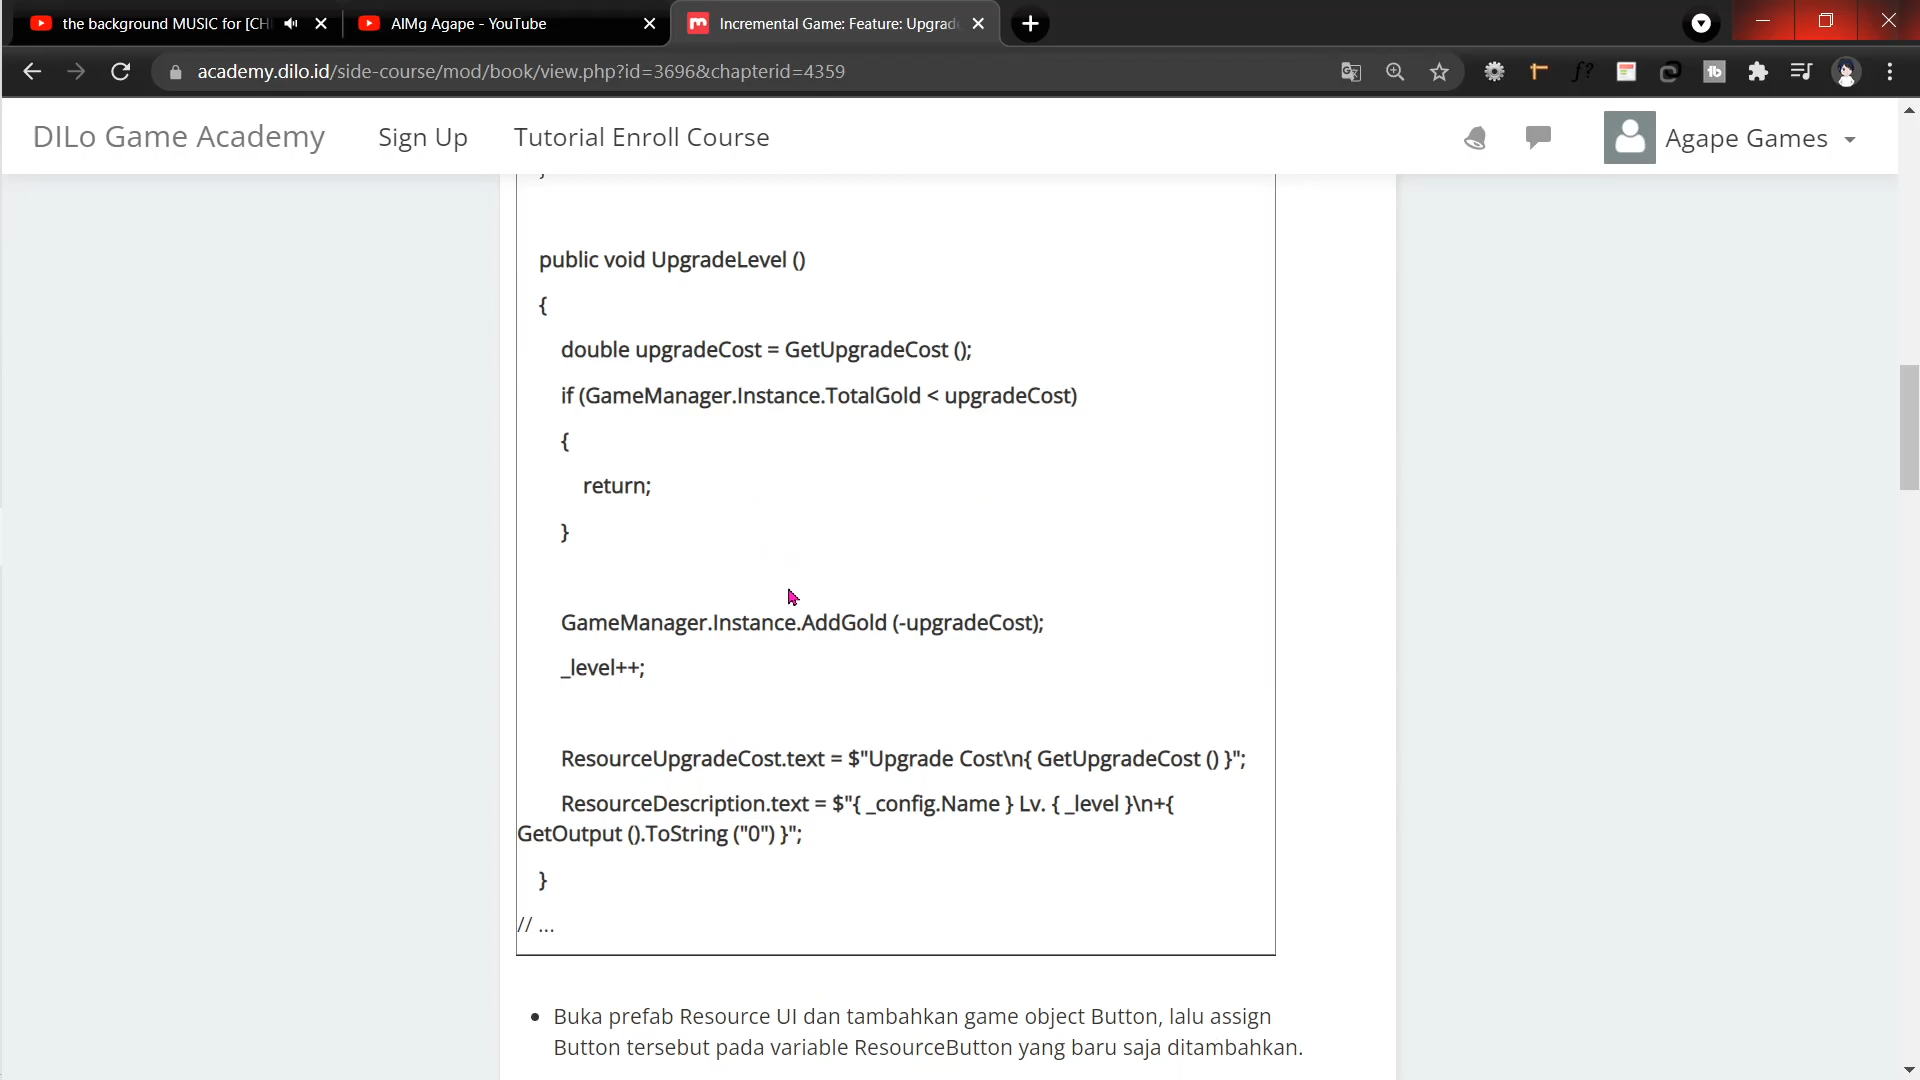 the background MUSIC for [CH
AIMg Agape - YouTube
Incremental Game: Feature: Upgrad
academy.dilo.id/side-course/mod/book/view.php?id=3696&chapterid=4359
DILo Game Academy
Sign Up
Tutorial Enroll Course
Agape Games
}
public void UpgradeLevel ()
{
double upgradeCost = GetUpgradeCost ();
if (GameManager.Instance.TotalGold < upgradeCost)
{
return;
}
GameManager.Instance.AddGold (-upgradeCost);
_level++;
ResourceUpgradeCost.text = $"Upgrade Cost\n{ GetUpgradeCost () }";
ResourceDescription.text = $"{ _config.Name } Lv. { _level }\n+{
GetOutput ().ToString ("0") }";
}
// ...
• Buka prefab Resource UI dan tambahkan game object Button, lalu assign
Button tersebut pada variable ResourceButton yang baru saja ditambahkan.